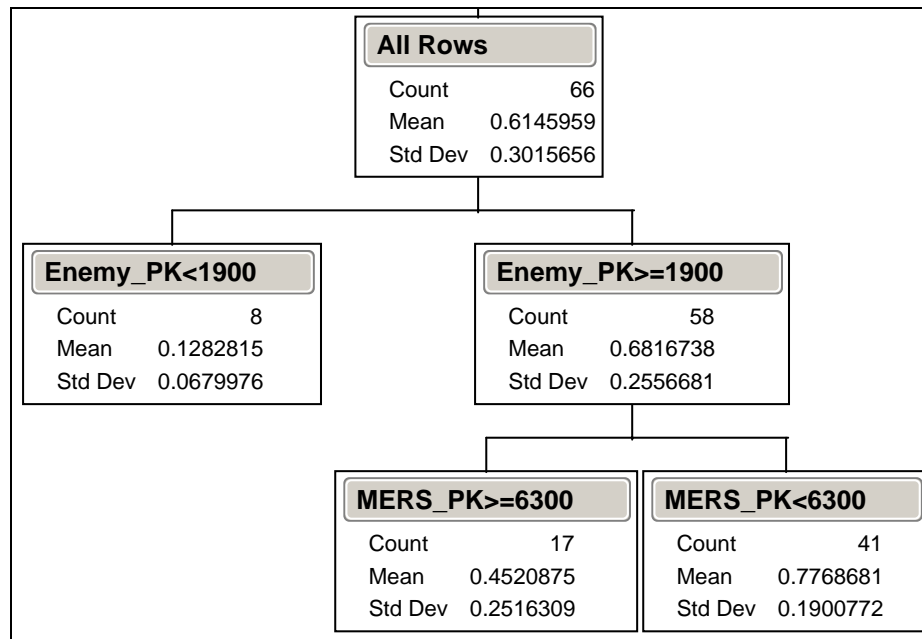 All Rows
Count 66
Mean 0.6145959
Std Dev 0.3015656
Enemy_PK<1900
Count 8
Mean 0.1282815
Std Dev 0.0679976
Enemy_PK>=1900
Count 58
Mean 0.6816738
Std Dev 0.2556681
MERS_PK>=6300
Count 17
Mean 0.4520875
Std Dev 0.2516309
MERS_PK<6300
Count 41
Mean 0.7768681
Std Dev 0.1900772